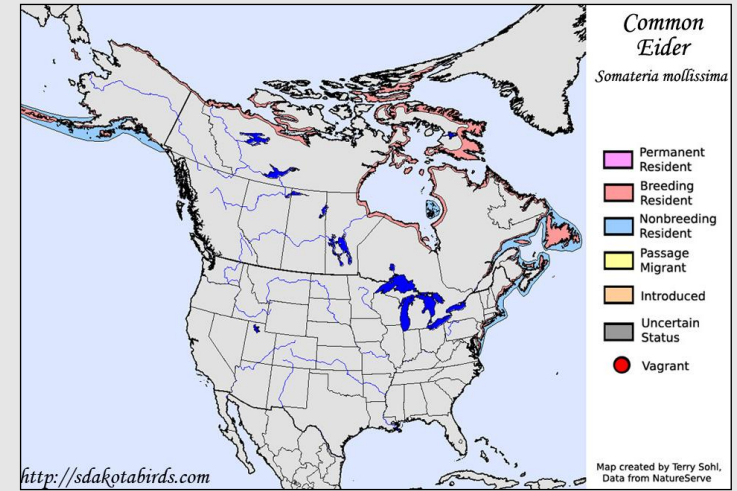 Common
Eider
Somateria mollissima
Permanent
Resident
Breeding
Resident
Nonbreeding
Resident
Passage
Migrant
Introduced
Uncertain
Status
Vagrant
Map created by Terry Sohl,
Data from NatureServe
http://sdakotabirds.com